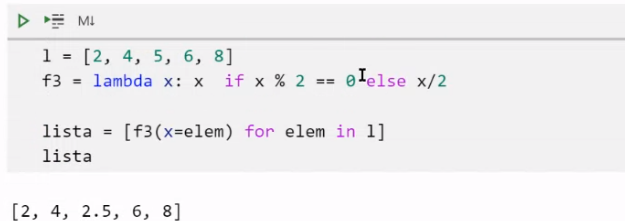 M↓
l = [2, 4, 5, 6, 8]
f3 = lambda x: x  if x % 2 == 0 else x/2
lista = [f3(x=elem) for elem in l]
lista
[2, 4, 2.5, 6, 8]